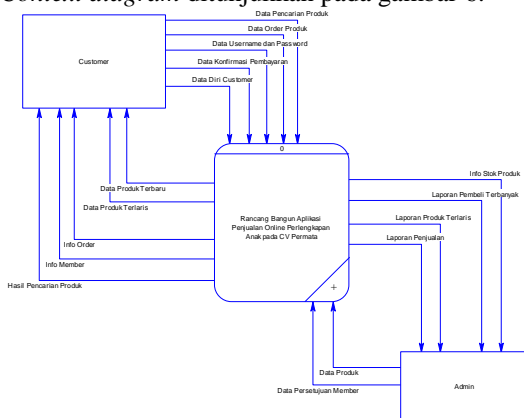 Context diagram ditunjukkan pada gambar 6.
Data Pencarian Produk
Data Order Produk
Data Username dan Password
Data Konfirmasi Pembayaran
Data Diri Customer
Customer
0
Rancang Bangun Aplikasi
Penjualan Online Perlengkapan
Anak pada CV Permata
+
Data Produk Terbaru
Data Produk Terlaris
Info Order
Info Member
Hasil Pencarian Produk
Info Stok Produk
Laporan Pembeli Terbanyak
Laporan Produk Terlaris
Laporan Penjualan
Data Produk
Data Persetujuan Member
Admin